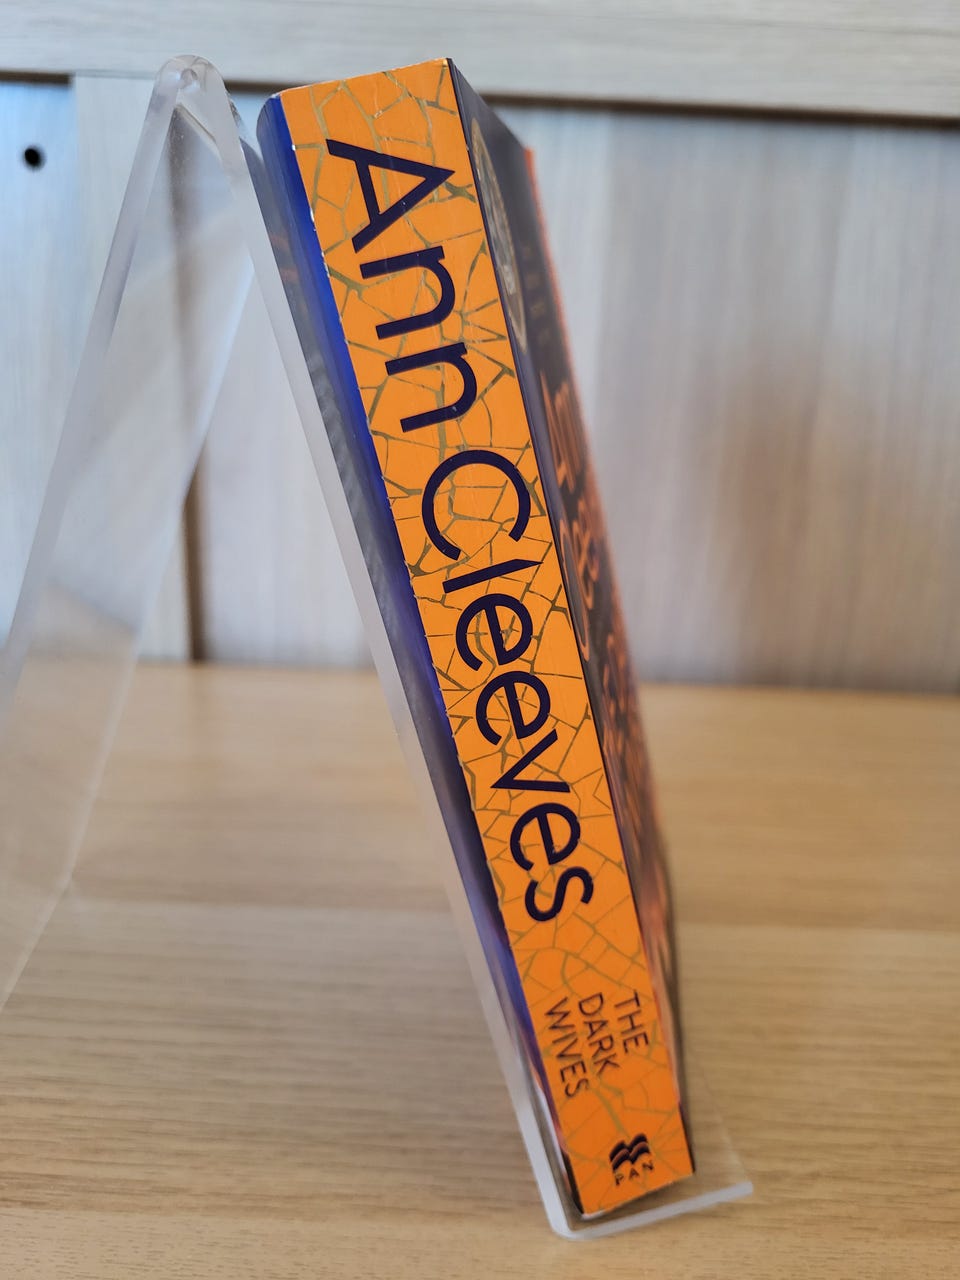 Ann Cleeves
THE
DARK
WIVES
PAN